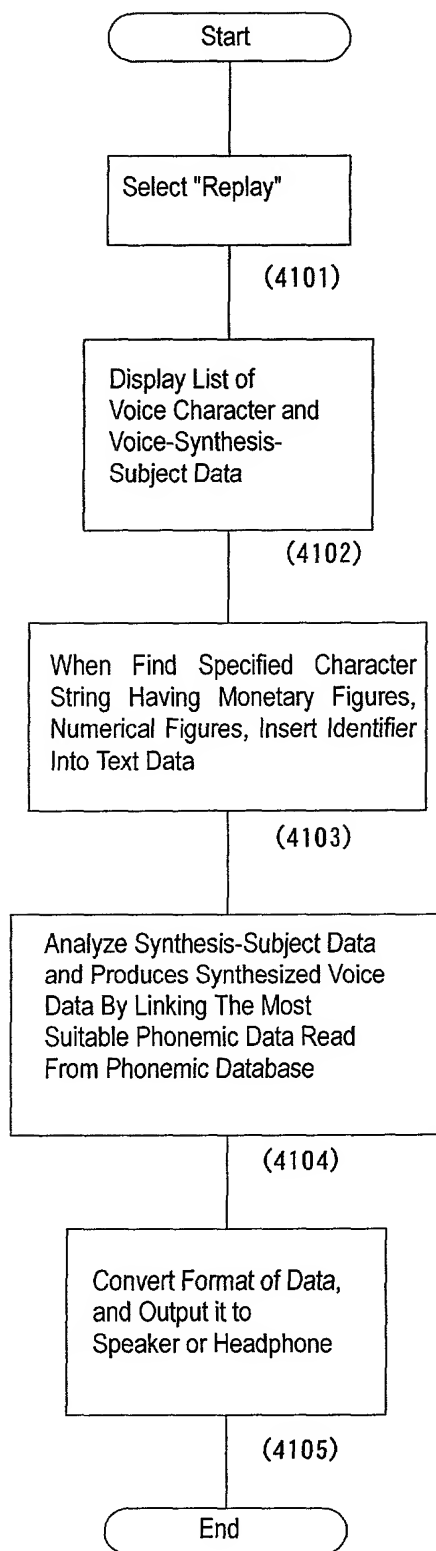 Start
Select "Replay"
(4101)
Display List of
Voice Character and
Voice-Synthesis-
Subject Data
(4102)
When Find Specified Character
String Having Monetary Figures,
Numerical Figures, Insert Identifier
Into Text Data
(4103)
Analyze Synthesis-Subject Data
and Produces Synthesized Voice
Data By Linking The Most
Suitable Phonemic Data Read
From Phonemic Database
(4104)
Convert Format of Data,
and Output it to
Speaker or Headphone
(4105)
End